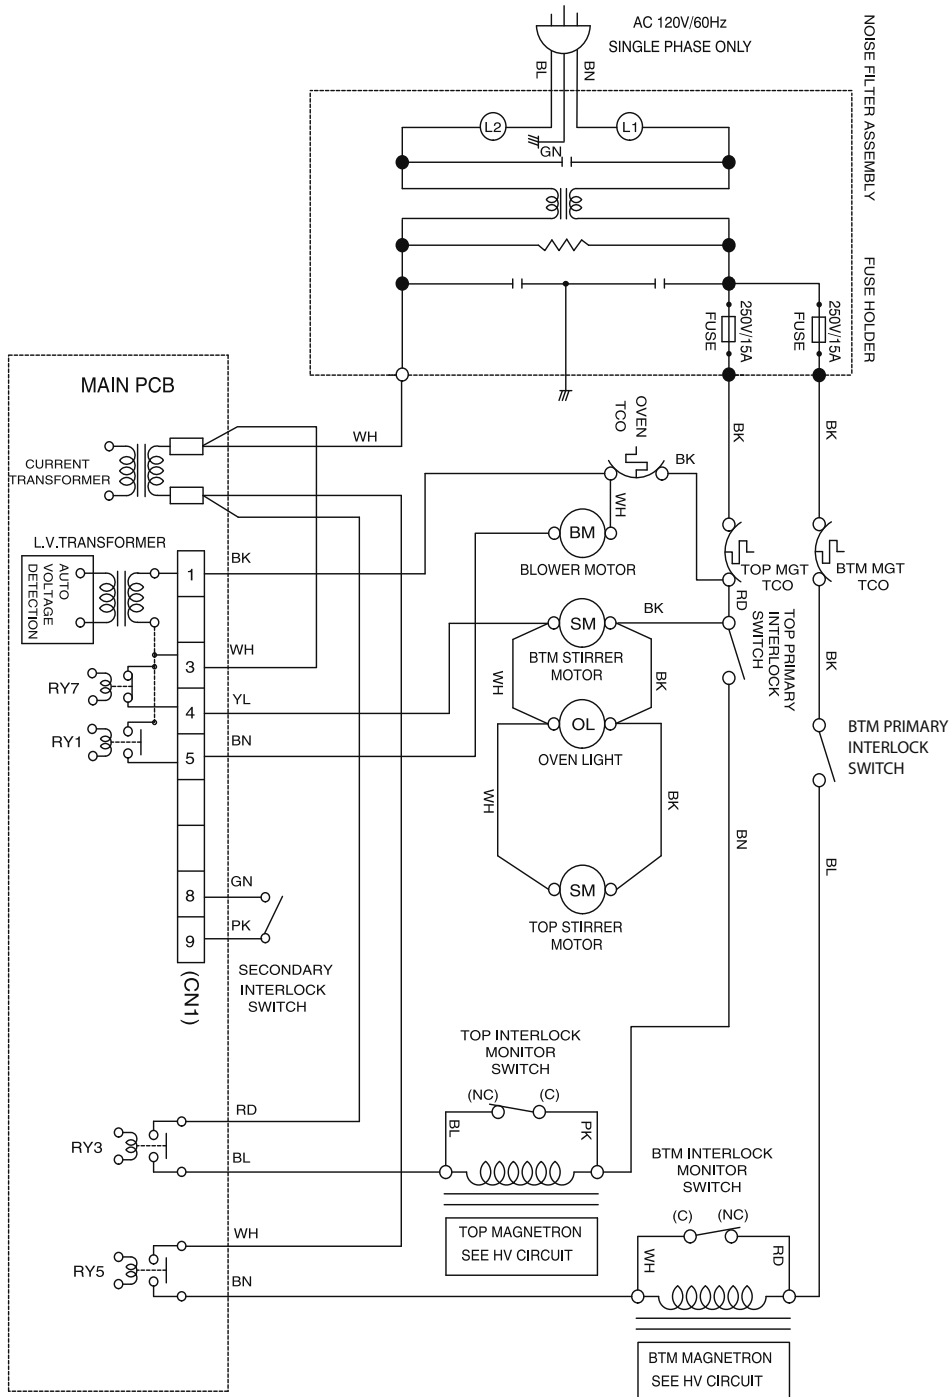 AC 120V/60Hz
SINGLE PHASE ONLY
BL
BN
NOISE FILTER ASSEMBLY
L2
L1
GN
FUSE HOLDER
250V/15A
FUSE
250V/15A
FUSE
MAIN PCB
WH
OVEN
TCO
BK
BK
BK
CURRENT
TRANSFORMER
WH
L.V.TRANSFORMER
BK
BM
BLOWER MOTOR
AUTO
VOLTAGE
DETECTION
1
TOP MGT
TCO
BTM MGT
TCO
RD
TOP PRIMARY
INTERLOCK
SWITCH
WH
3
SM
BK
BTM STIRRER
MOTOR
BK
RY7
YL
4
WH
BK
OL
OVEN LIGHT
RY1
BN
5
BTM PRIMARY
INTERLOCK
SWITCH
WH
BK
BN
BL
GN
8
SM
TOP STIRRER
MOTOR
PK
9
(CN1)
SECONDARY
INTERLOCK
SWITCH
TOP INTERLOCK
MONITOR
SWITCH
(NC)
(C)
RD
BL
PK
RY3
BL
BTM INTERLOCK
MONITOR
SWITCH
(C)
(NC)
TOP MAGNETRON
SEE HV CIRCUIT
WH
WH
RD
RY5
BN
BTM MAGNETRON
SEE HV CIRCUIT